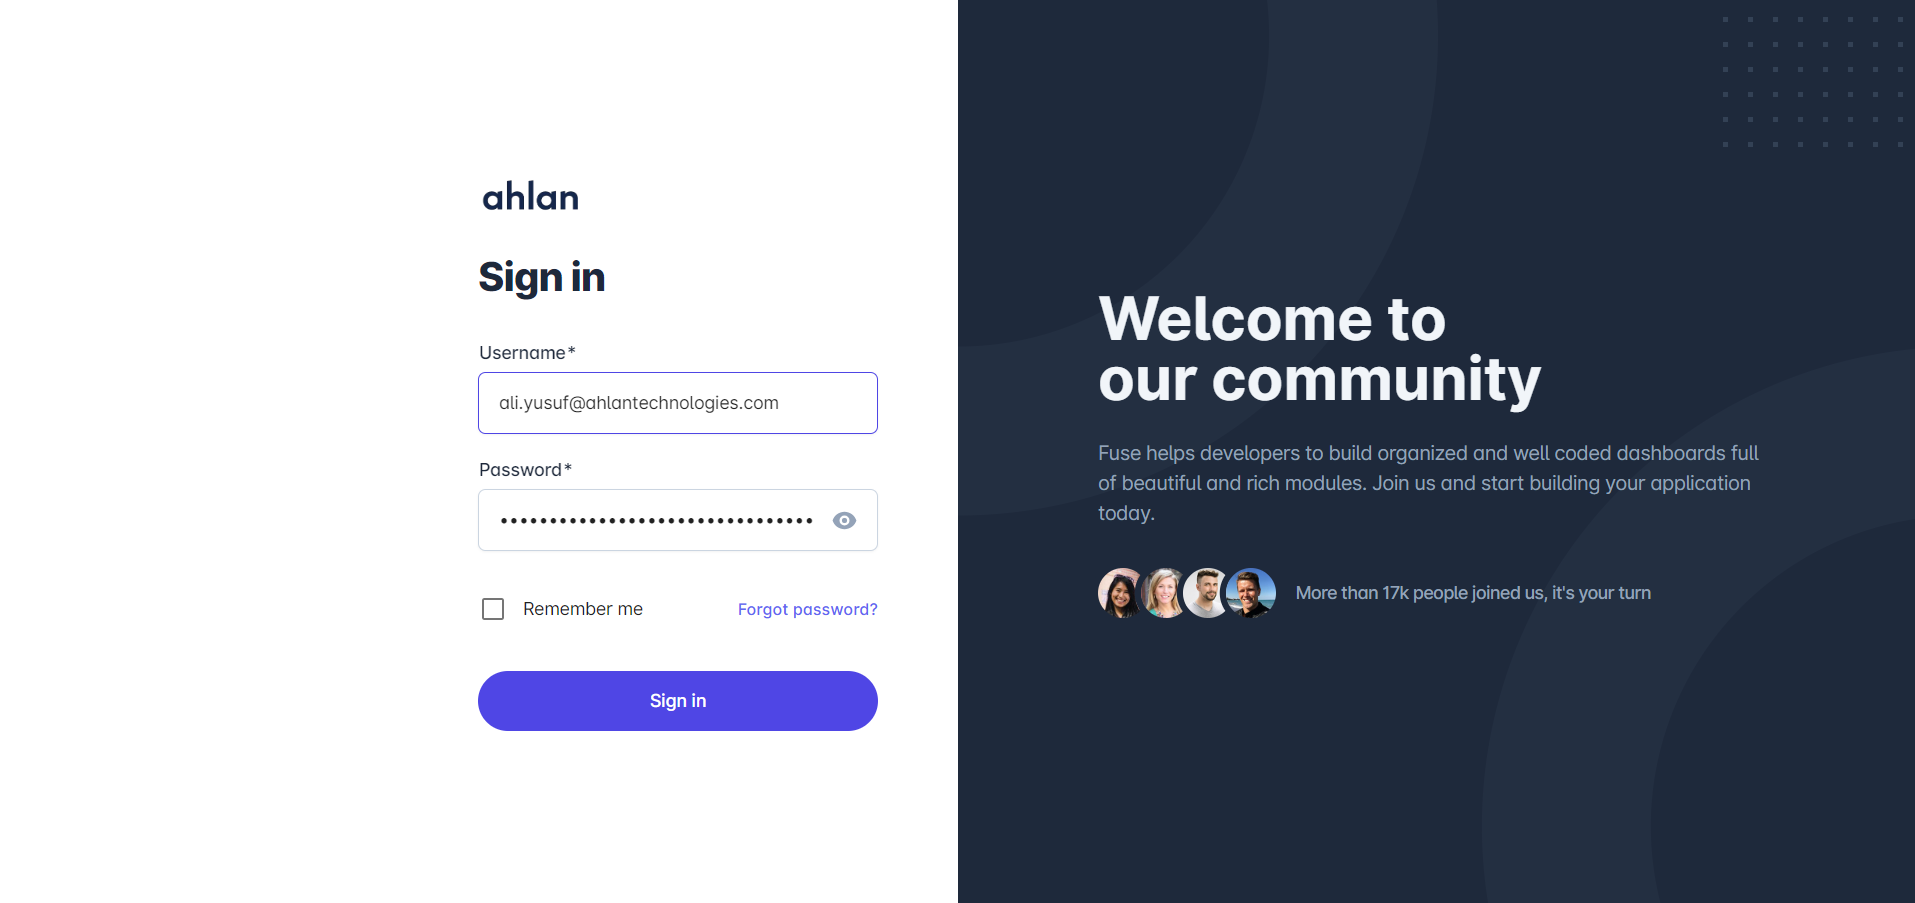 ahlan
Sign in
Username*
ali.yusuf@ahlantechnologies.com
Password*
••••••••••••••••••••••••••••••••
Remember me
Forgot password?
Sign in
Welcome to
our community
Fuse helps developers to build organized and well coded dashboards full
of beautiful and rich modules. Join us and start building your application
today.
More than 17k people joined us, it's your turn